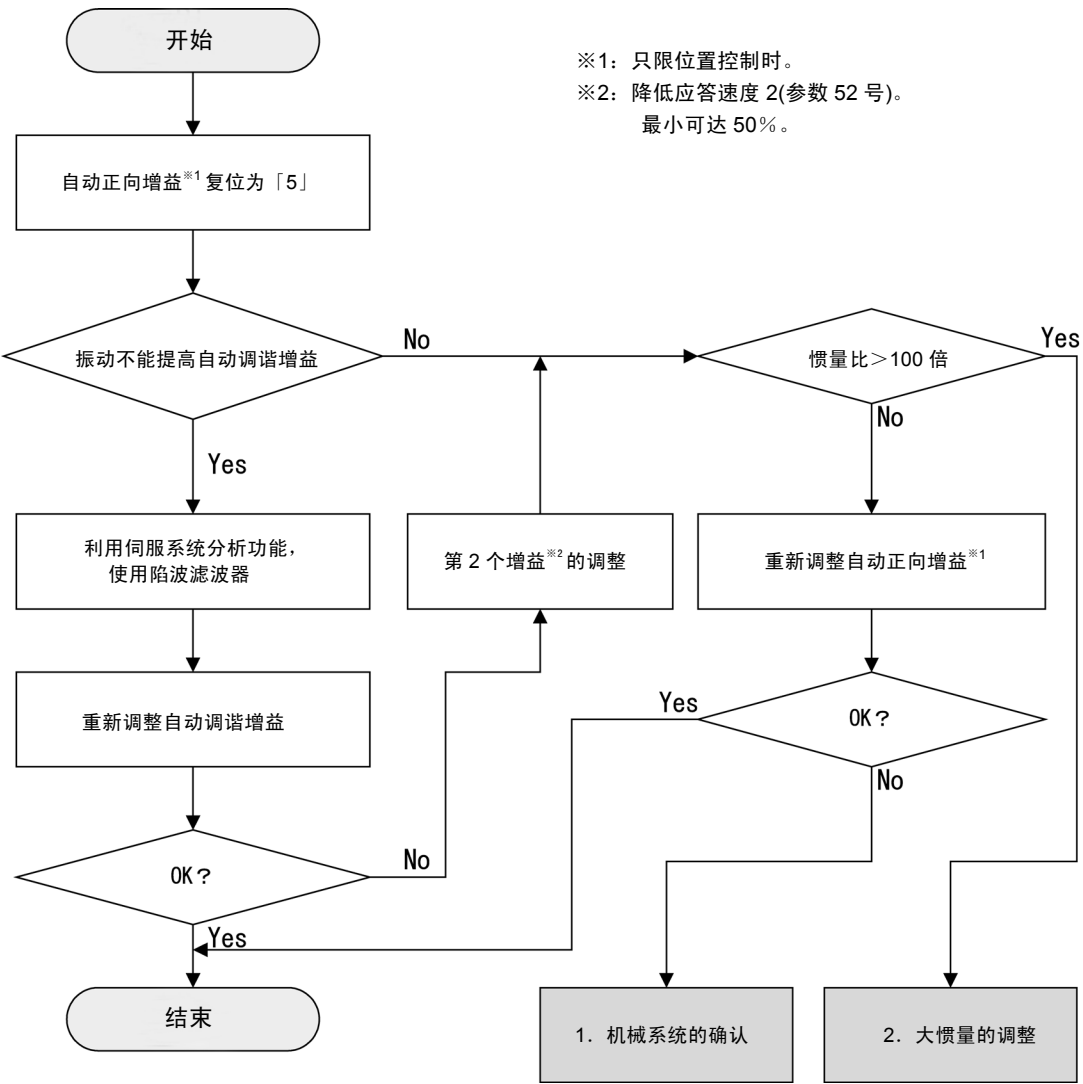 开始
※1：只限位置控制时。
※2：降低应答速度 2(参数 52 号)。
最小可达 50％。
自动正向增益※1 复位为「5」
振动不能提高自动调谐增益
No
惯量比＞100 倍
Yes
No
Yes
利用伺服系统分析功能，
使用陷波滤波器
第 2 个增益※2 的调整
重新调整自动正向增益※1
重新调整自动调谐增益
Yes
OK？
No
OK？
No
Yes
结束
1．机械系统的确认
2．大惯量的调整